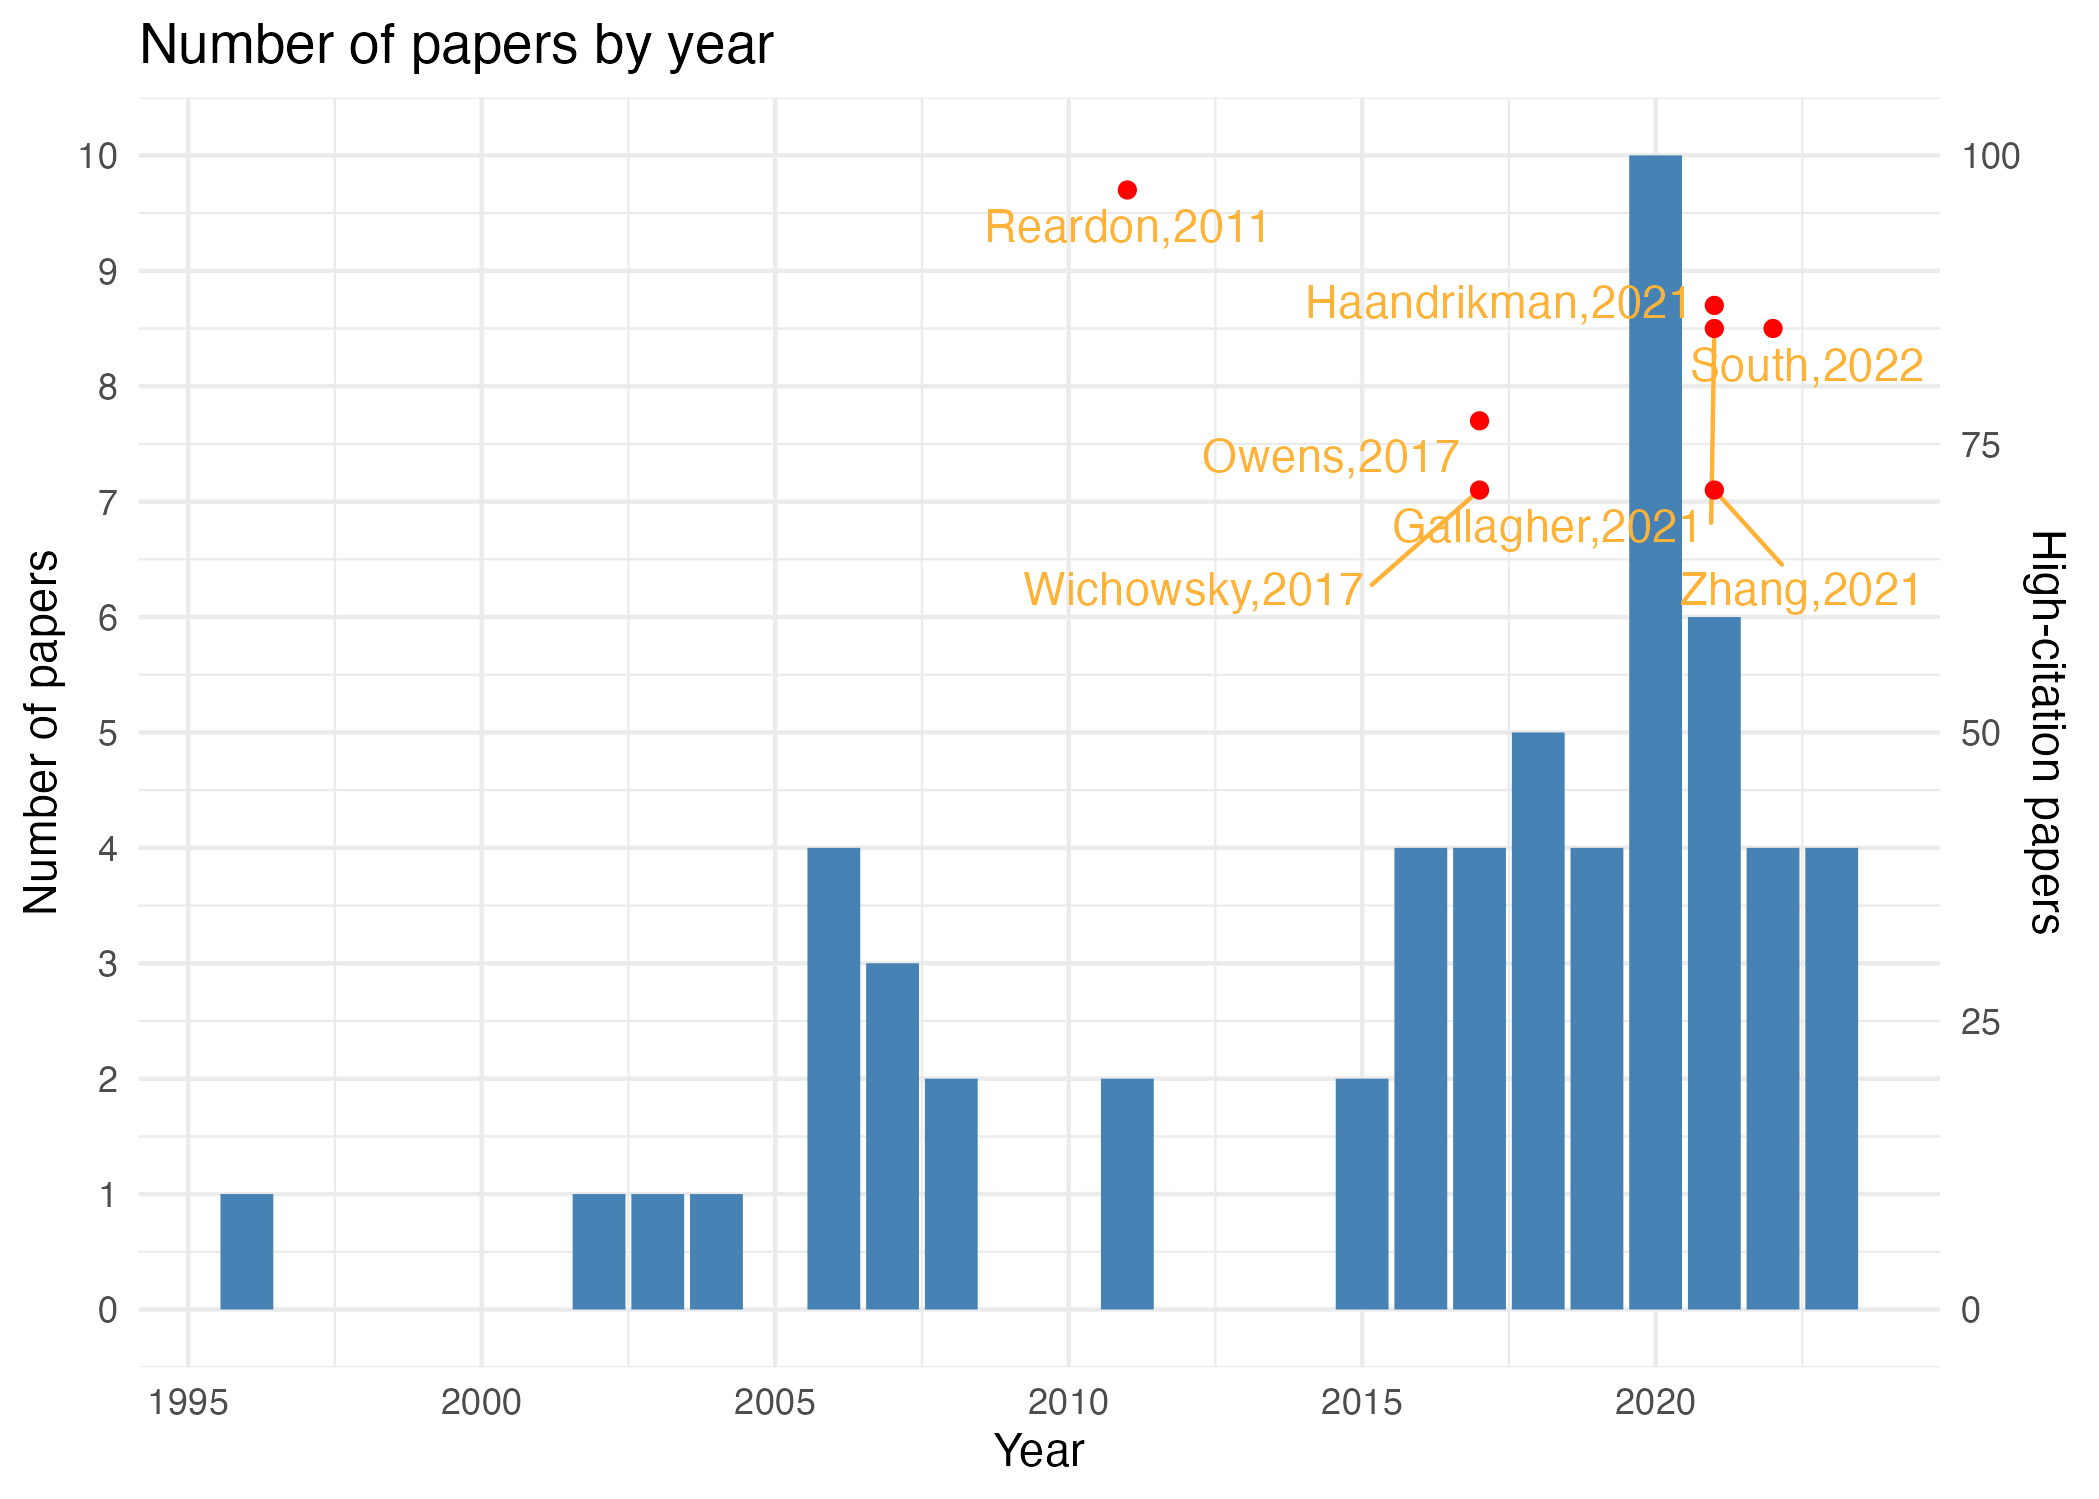 Number of papers by year
10
9
8
7
6
5
4
3
2
1
0
Number of papers
Reardon,2011
Haandrikman,2021
South,2022
Owens,2017
Gallagher,2021
Wichowsky,2017
Zhang,2021
100
75
50
25
0
High-citation papers
1995
2000
2005
2010
2015
2020
Year